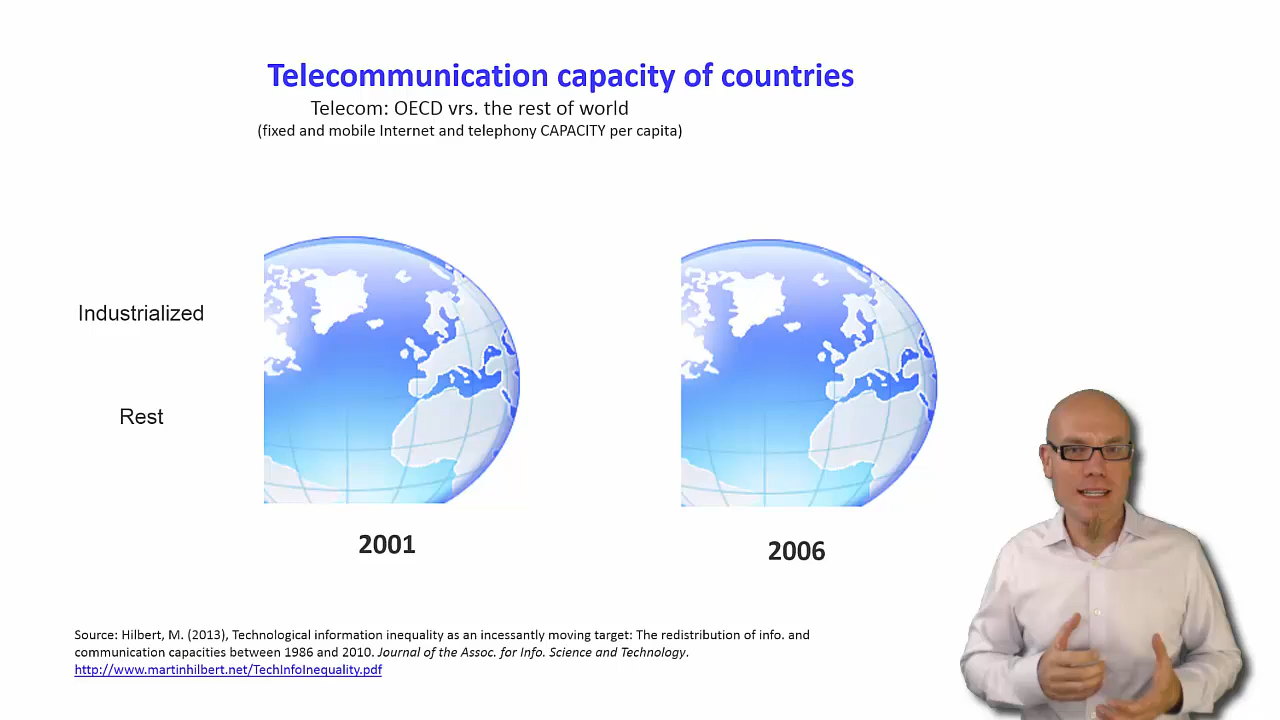 Telecommunication capacity of countries
Telecom: OECD vrs. the rest of world
(fixed and mobile Internet and telephony CAPACITY per capita)
Industrialized
Rest
2001
2006
Source: Hilbert, M. (2013), Technological information inequality as an incessantly moving target: The redistribution of info. and
communication capacities between 1986 and 2010. Journal of the Assoc. for Info. Science and Technology.
http://www.martinhilbert.net/TechInfoInequality.pdf